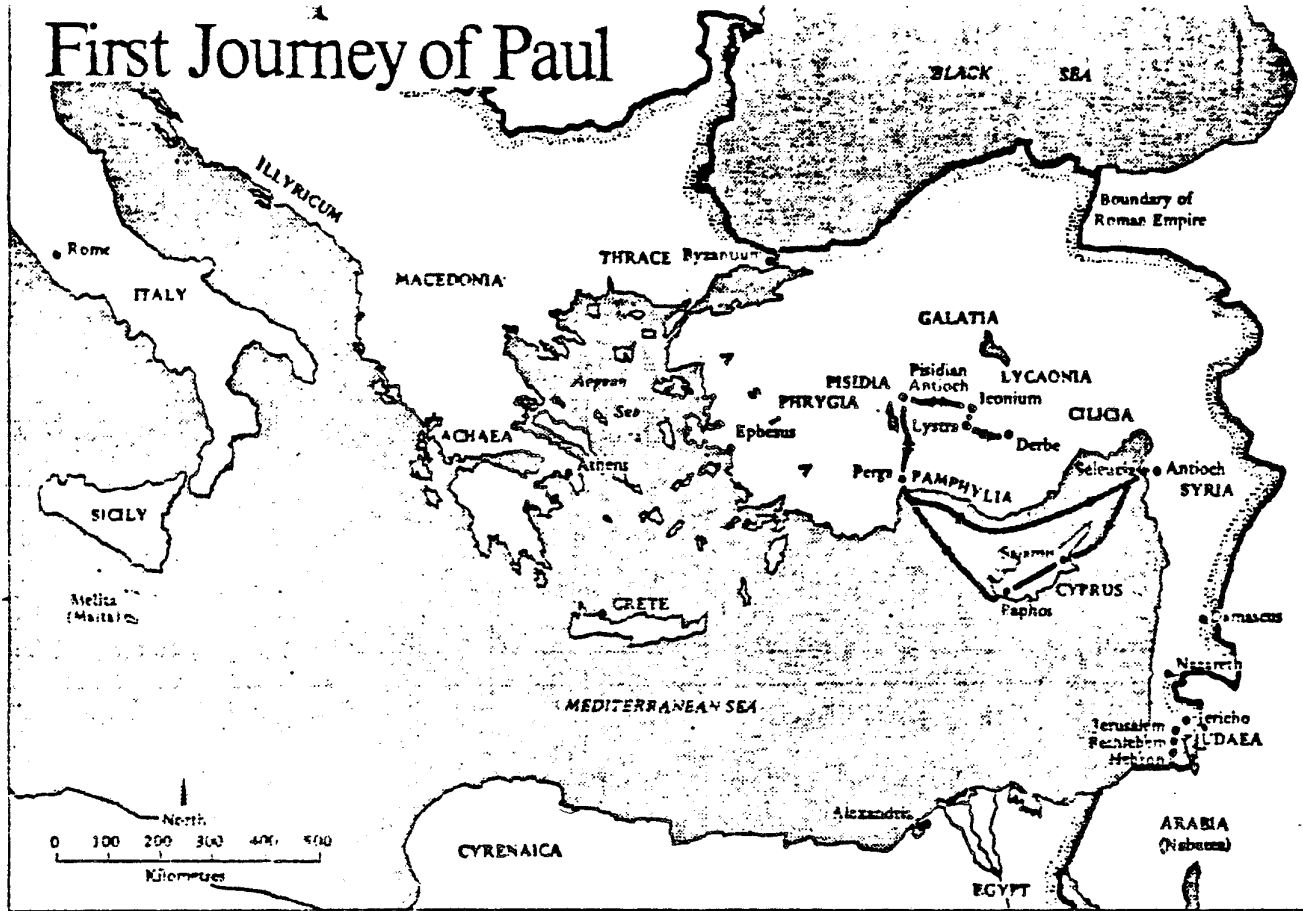 First Journey of Paul
BLACK SEA
ILLYRICUM
Boundary of
Roman Empire
Rome
THRACE
Byzantium
MACEDONIA
ITALY
GALATIA
Pisidian
Antioch
LYCAONIA
PISIDIA
PHRYGIA
Iconium
Aegean
Sea
CILICIA
Lystra
Derbe
Ephesus
ACHAEA
Athens
Perga
PAMPHYLIA
Seleucia
Antioch
SYRIA
SICILY
CYPRUS
Paphos
Melita
(Malta)
CRETE
Damascus
Nazareth
MEDITERRANEAN SEA
Jericho
Jerusalem
Bethlehem
JUDAEA
Hebron
North
0 100 200 300 400 500
Kilometres
Alexandria
CYRENAICA
ARABIA
(Nabatea)
EGYPT